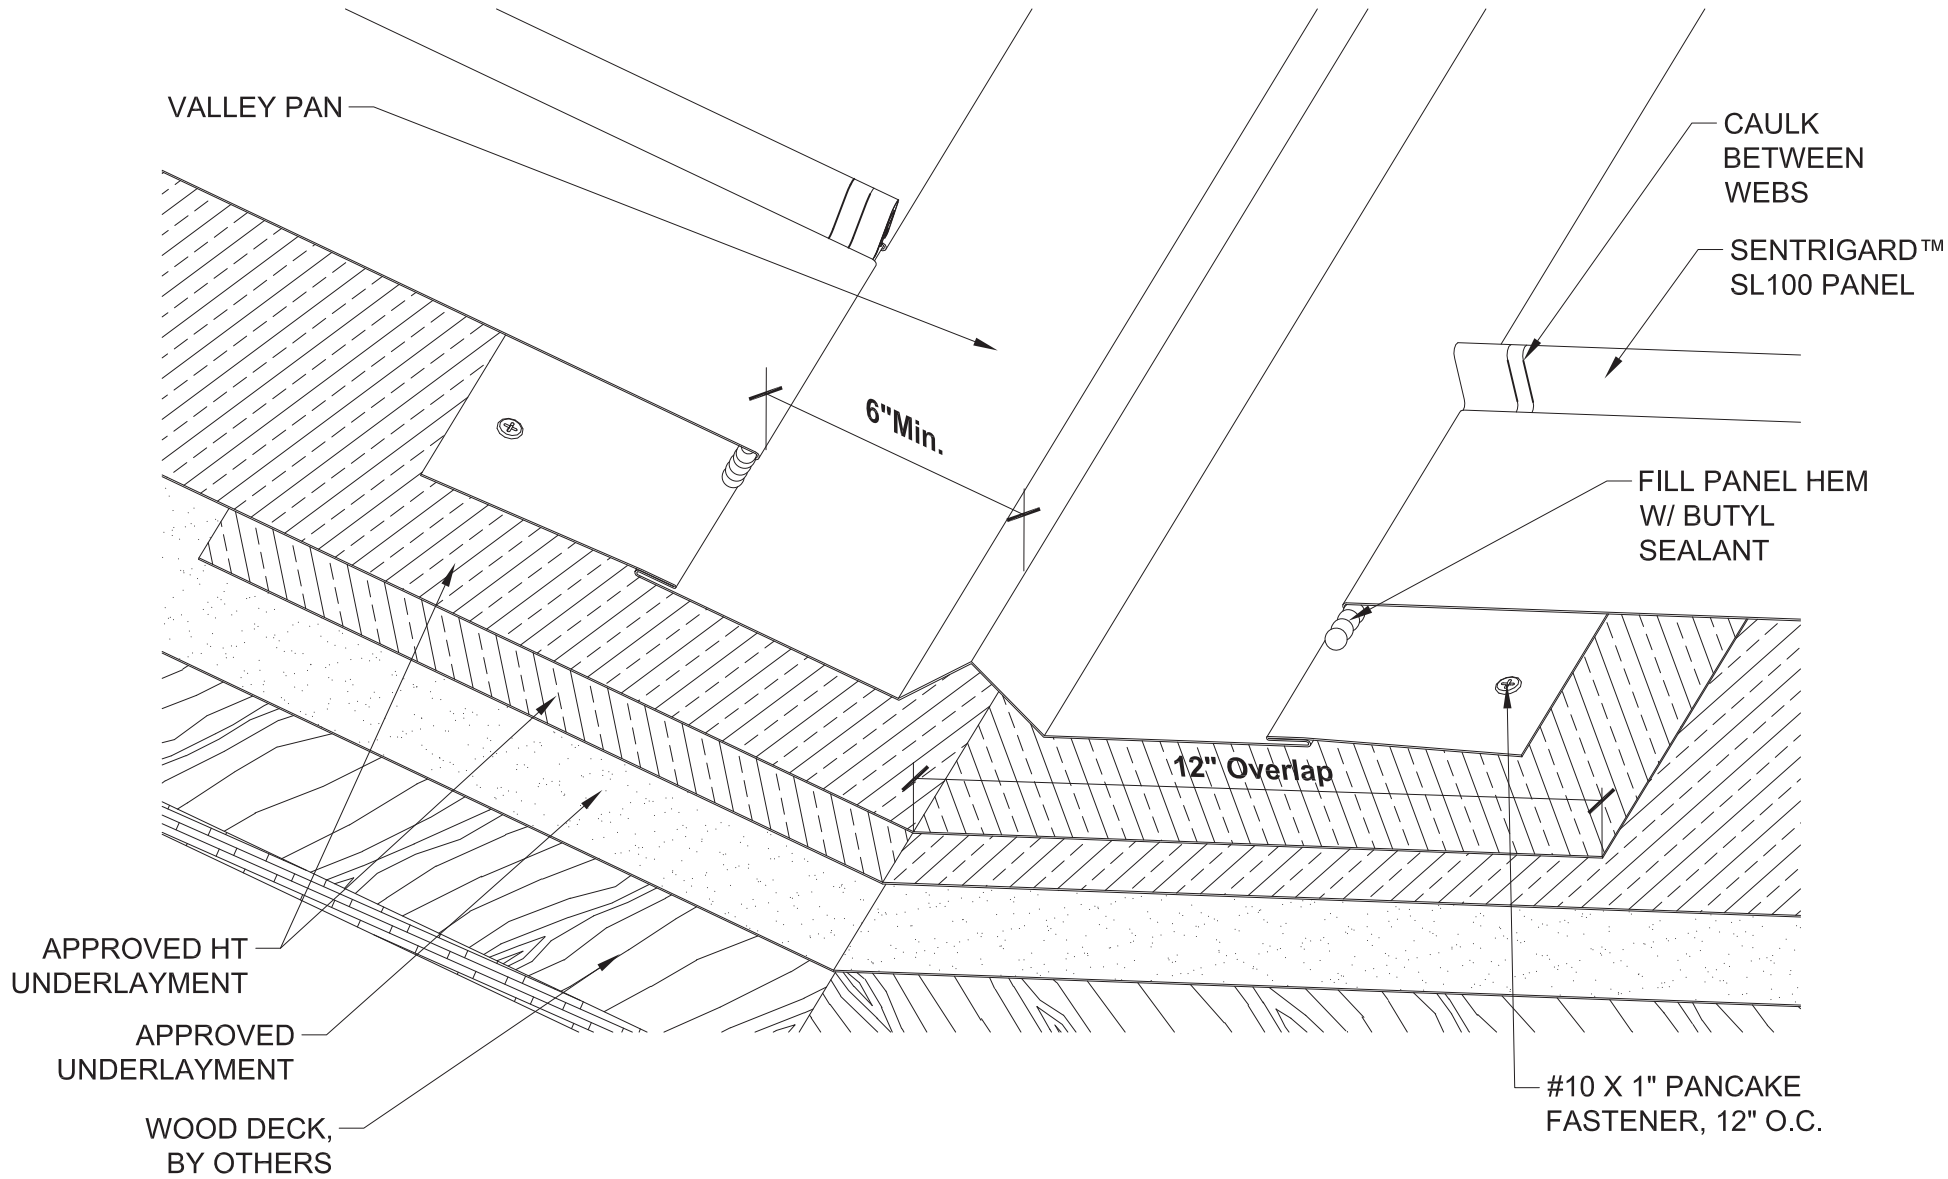 VALLEY PAN
CAULK
BETWEEN
WEBS
SENTRIGARD™
SL100 PANEL
6"Min.
FILL PANEL HEM
W/ BUTYL
SEALANT
12" Overlap
APPROVED HT
UNDERLAYMENT
APPROVED
UNDERLAYMENT
WOOD DECK,
BY OTHERS
#10 X 1" PANCAKE
FASTENER, 12" O.C.